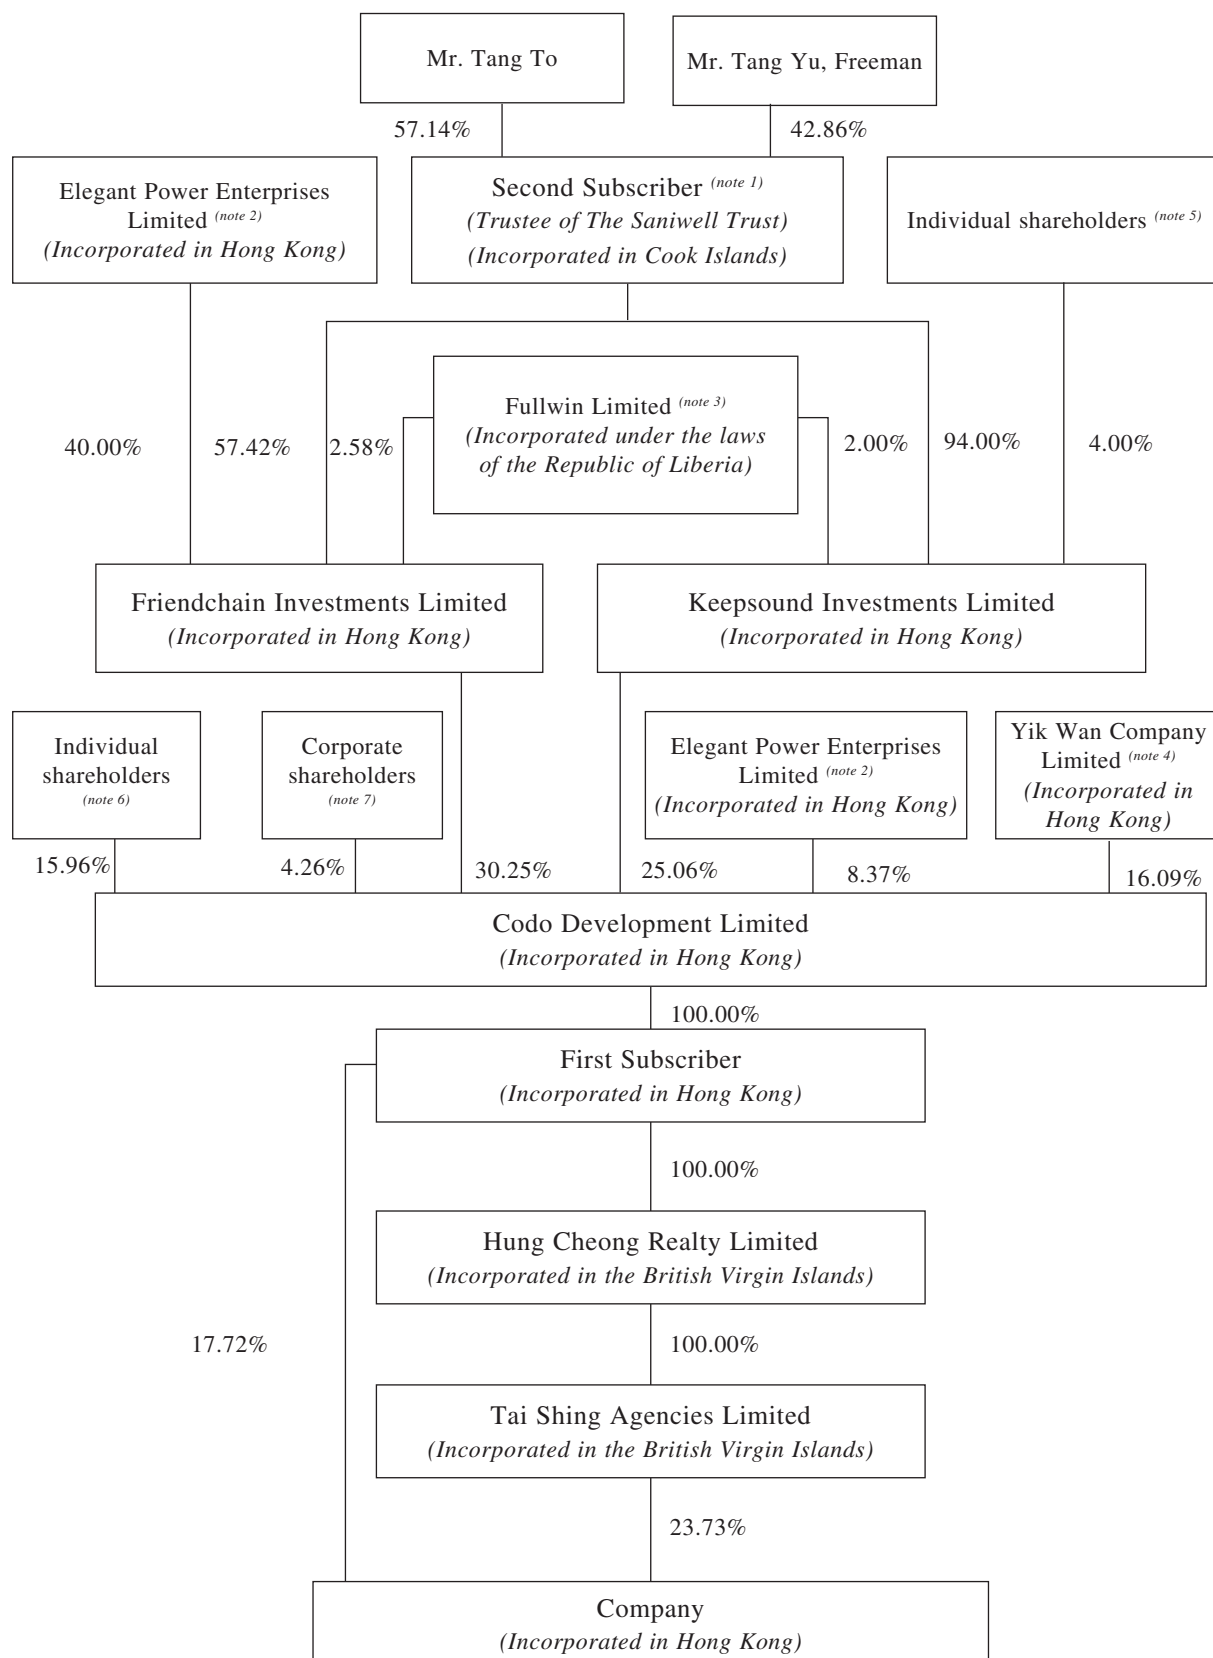 Mr. Tang To
Mr. Tang Yu, Freeman
57.14%
42.86%
Elegant Power Enterprises
Limited (note 2)
(Incorporated in Hong Kong)
Second Subscriber (note 1)
(Trustee of The Saniwell Trust)
(Incorporated in Cook Islands)
Individual shareholders (note 5)
Fullwin Limited (note 3)
(Incorporated under the laws
of the Republic of Liberia)
40.00%
57.42%
2.58%
2.00%
94.00%
4.00%
Friendchain Investments Limited
(Incorporated in Hong Kong)
Keepsound Investments Limited
(Incorporated in Hong Kong)
Individual
shareholders
(note 6)
Corporate
shareholders
(note 7)
Elegant Power Enterprises
Limited (note 2)
(Incorporated in Hong Kong)
Yik Wan Company
Limited (note 4)
(Incorporated in
Hong Kong)
15.96%
4.26%
30.25%
25.06%
8.37%
16.09%
Codo Development Limited
(Incorporated in Hong Kong)
100.00%
First Subscriber
(Incorporated in Hong Kong)
100.00%
Hung Cheong Realty Limited
(Incorporated in the British Virgin Islands)
17.72%
100.00%
Tai Shing Agencies Limited
(Incorporated in the British Virgin Islands)
23.73%
Company
(Incorporated in Hong Kong)